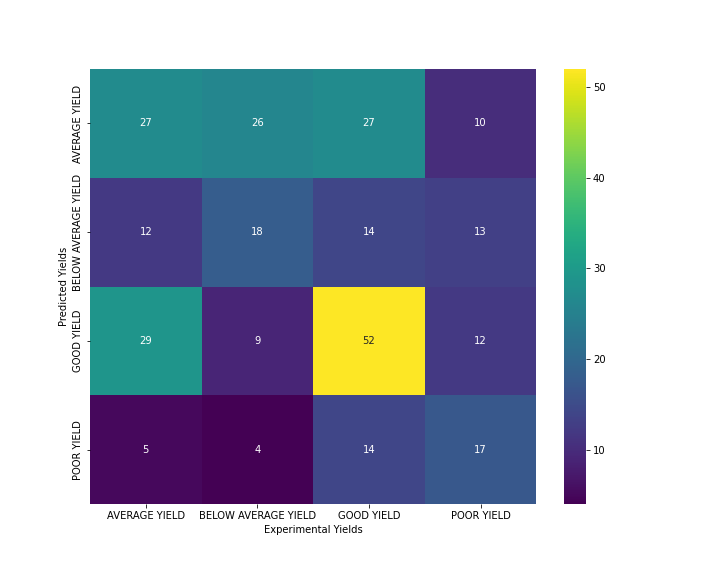 AVERAGE YIELD
27 26 27 10
BELOW AVERAGE YIELD
12 18 14 13
GOOD YIELD
29 9 52 12
POOR YIELD
5 4 14 17
Predicted Yields
AVERAGE YIELD BELOW AVERAGE YIELD GOOD YIELD POOR YIELD
Experimental Yields
50
40
30
20
10